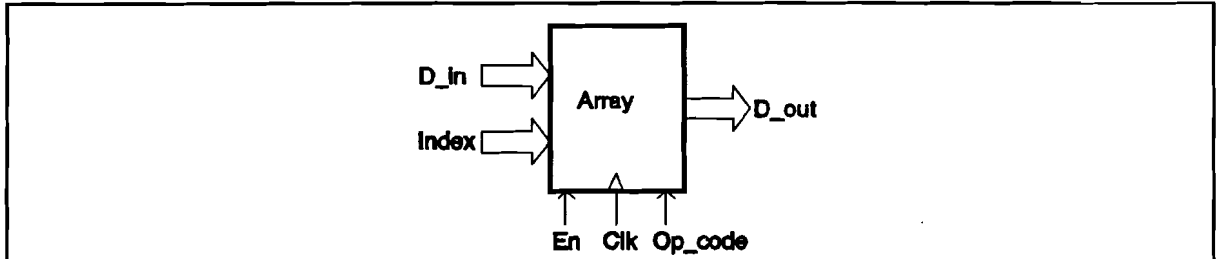 D_in
Array
D_out
Index
En Clk Op_code